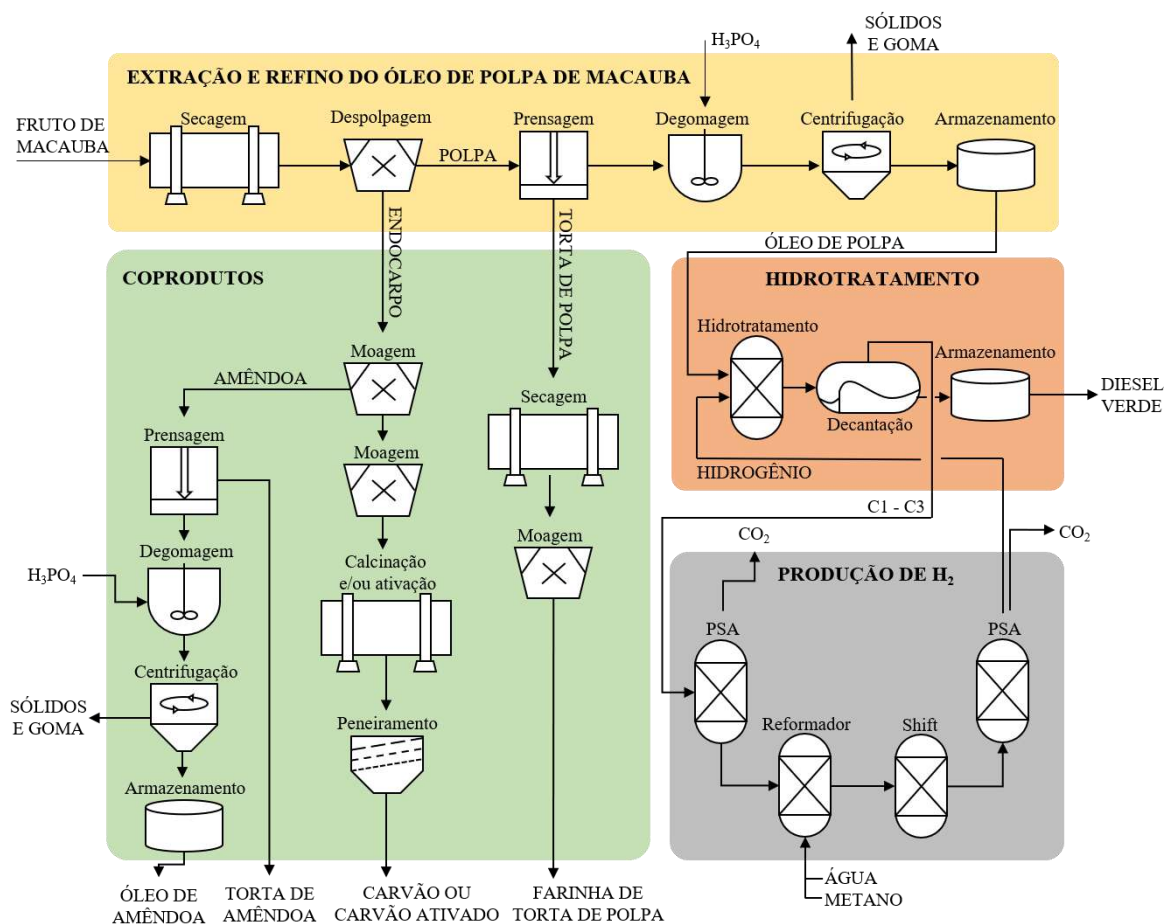 SÓLIDOS
E GOMA
H₃PO₄
EXTRAÇÃO E REFINO DO ÓLEO DE POLPA DE MACAUBA
FRUTO DE
MACAUBA
Secagem
Despolpagem
POLPA
Prensagem
Degomagem
Centrifugação
Armazenamento
ENDOCARPO
TORTA DE POLPA
ÓLEO DE POLPA
COPRODUTOS
Moagem
AMÊNDOA
Prensagem
Moagem
Secagem
Degomagem
H₃PO₄
Calcinação
e/ou ativação
Moagem
Centrifugação
SÓLIDOS
E GOMA
Peneiramento
Armazenamento
ÓLEO DE
AMÊNDOA
TORTA DE
AMÊNDOA
CARVÃO OU
CARVÃO ATIVADO
FARINHA DE
TORTA DE POLPA
HIDROTRATAMENTO
Hidrotratamento
Armazenamento
Decantação
DIESEL
VERDE
HIDROGÊNIO
C1 - C3
CO₂
CO₂
PRODUÇÃO DE H₂
PSA
PSA
Reformador
Shift
ÁGUA
METANO